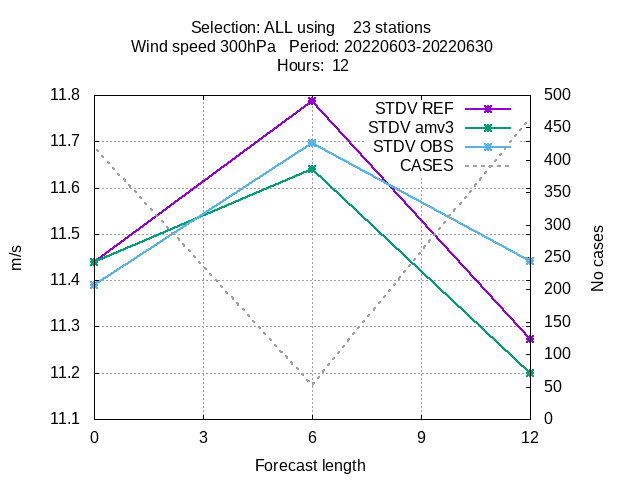 Selection: ALL using    23 stations
Wind speed 300hPa   Period: 20220603-20220630
Hours:  12
STDV REF
STDV amv3
STDV OBS
CASES
11.8
11.7
11.6
11.5
11.4
11.3
11.2
11.1
m/s
500
450
400
350
300
250
200
150
100
50
0
No cases
0 3 6 9 12
Forecast length